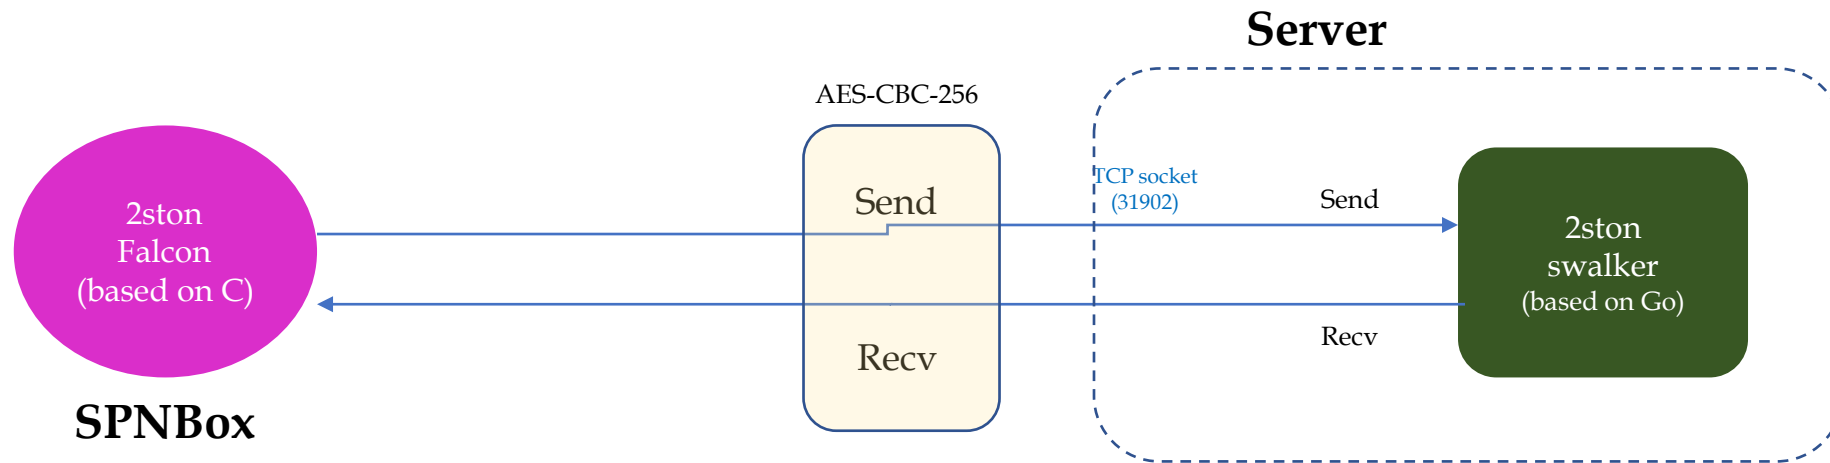 Server
AES-CBC-256
2ston
Falcon
(based on C)
SPNBox
Send
Recv
TCP socket
(31902)
Send
Recv
2ston
swalker
(based on Go)